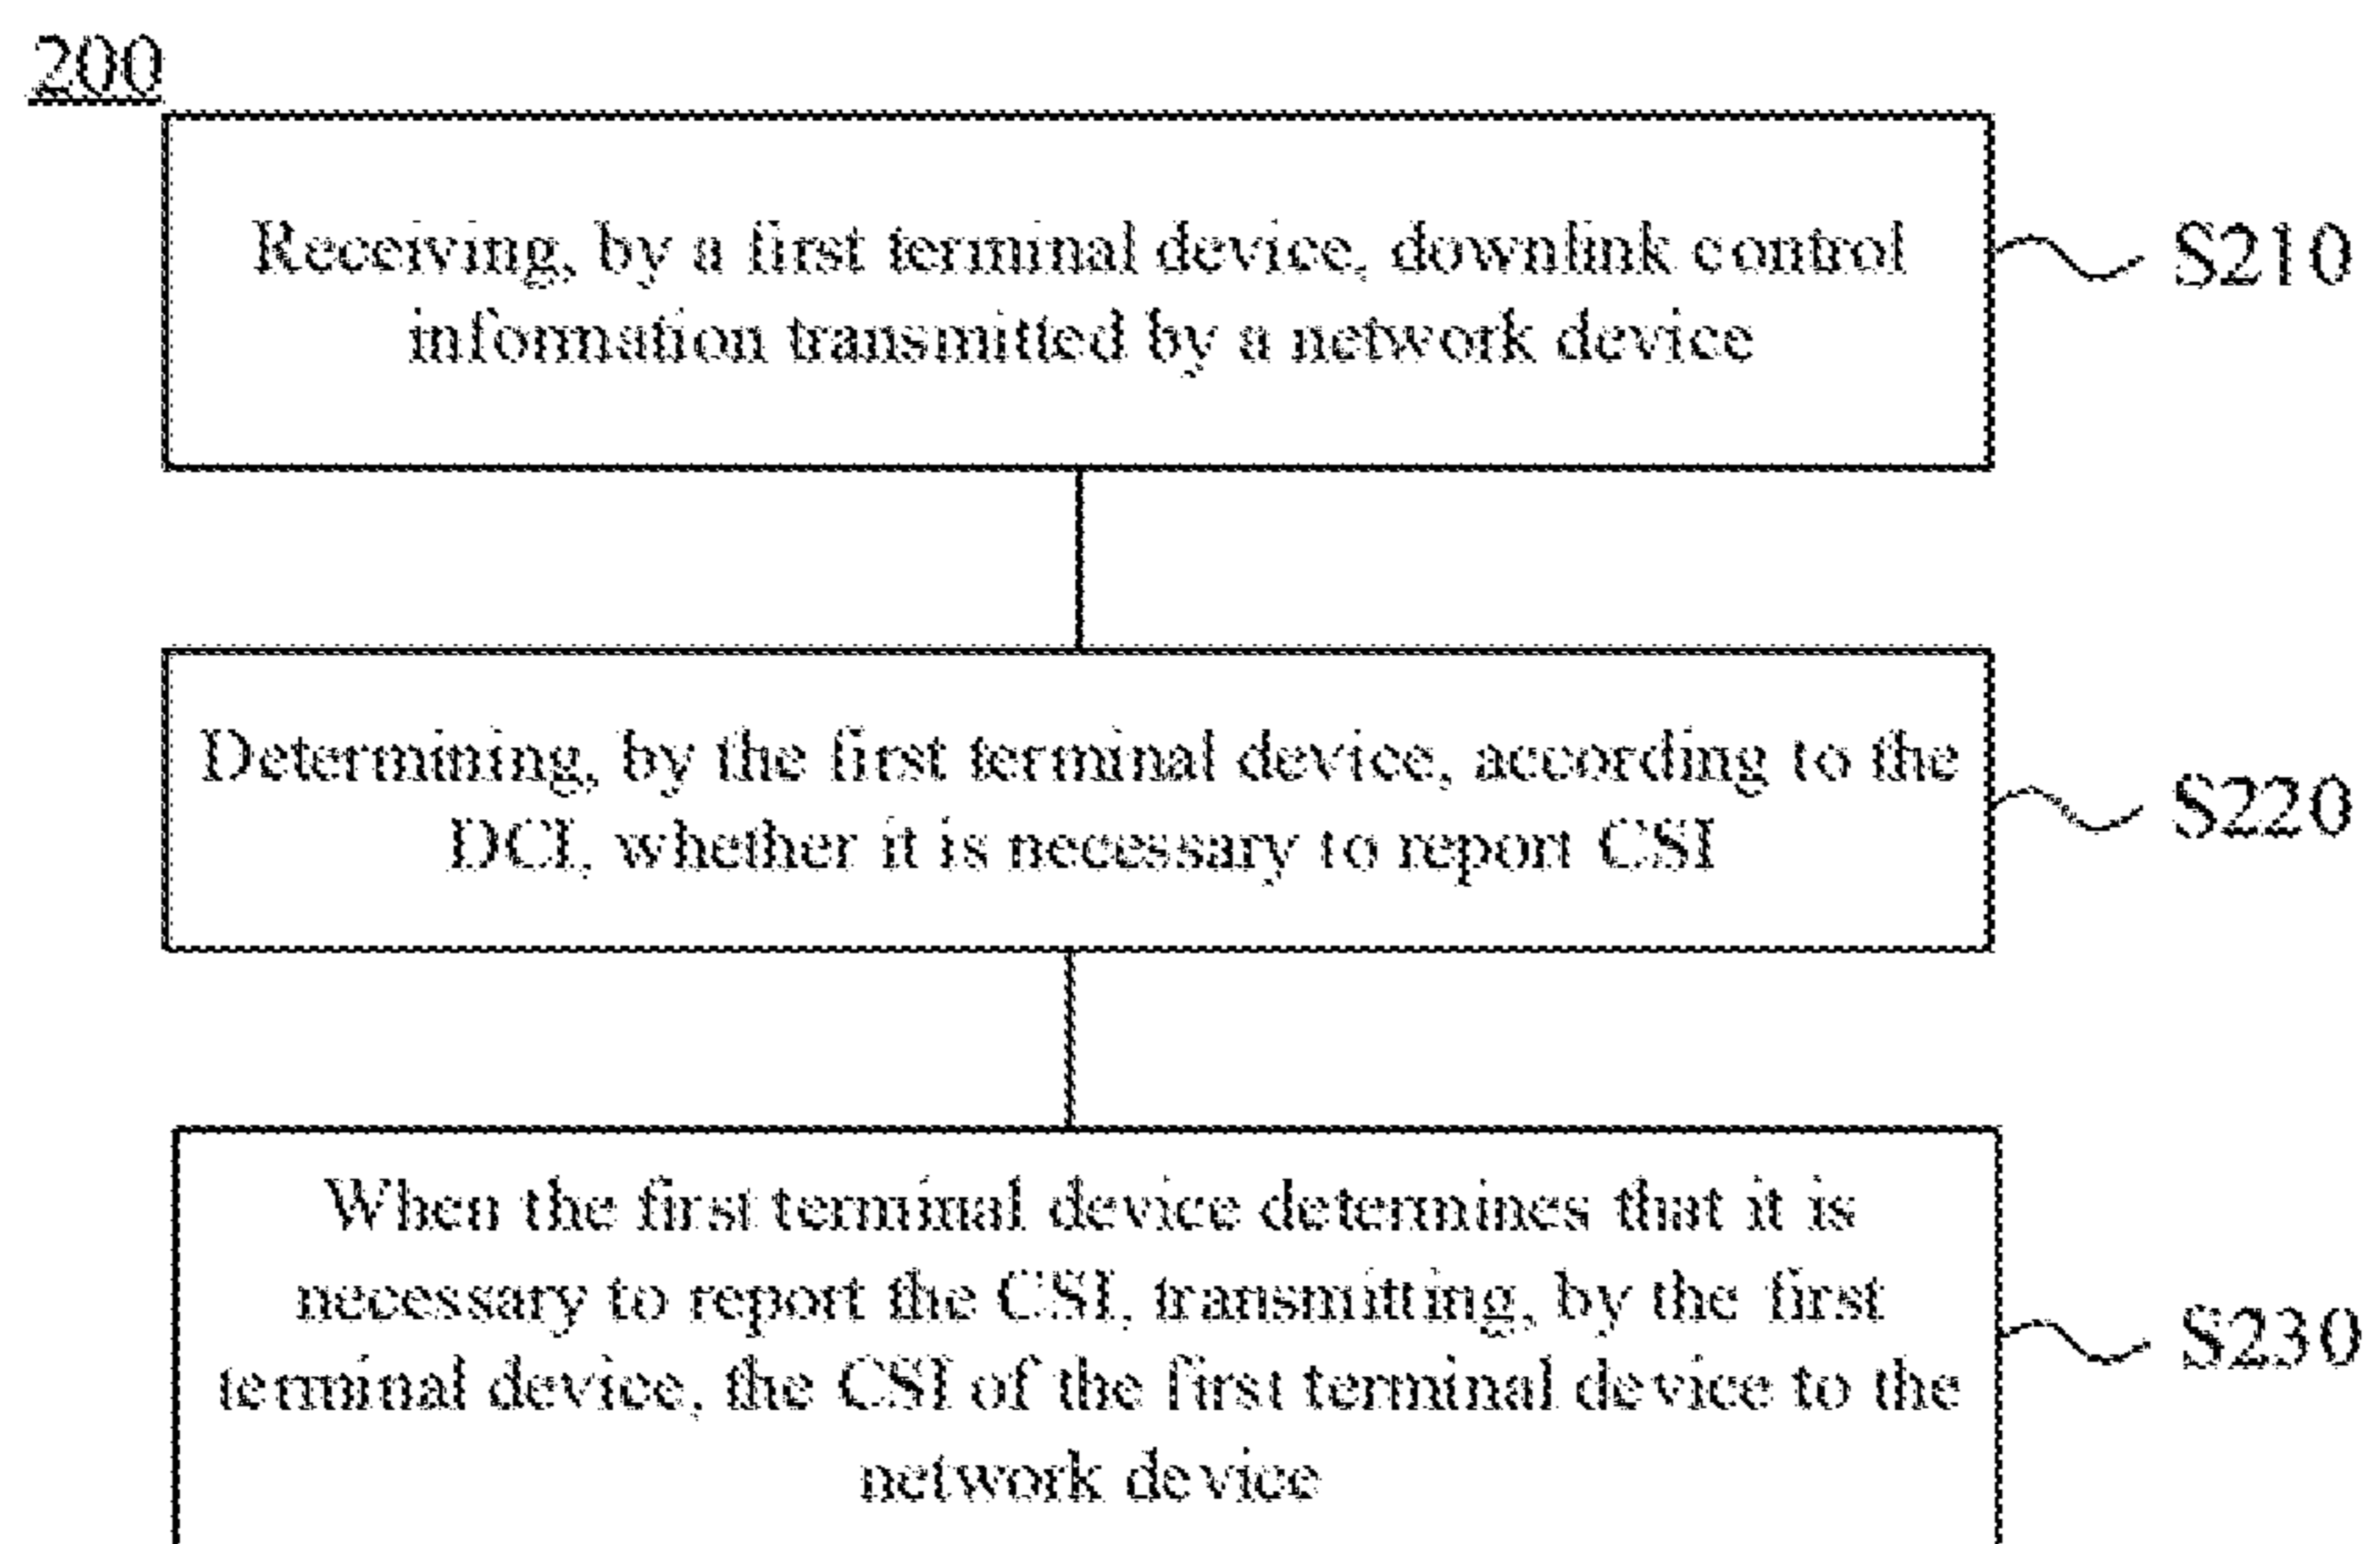 200
Receiving, by a first terminal device, downlink control
information transmitted by a network device
S210
Determining, by the first terminal device, according to the
DCI, whether it is necessary to report CSI
S220
When the first terminal device determines that it is
necessary to report the CSI, transmitting, by the first
terminal device, the CSI of the first terminal device to the
network device
S230